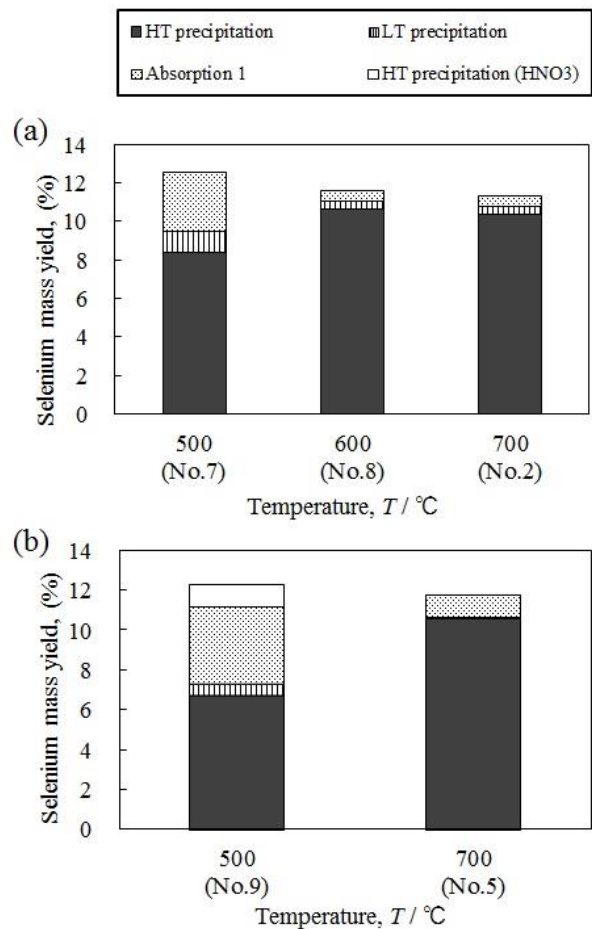 HT precipitation LT precipitation
Absorption 1 HT precipitation (HNO3)
(a)
14
12
10
8
6
4
2
0
Selenium mass yield, (%)
500 600 700
(No.7) (No.8) (No.2)
Temperature, T / ℃
(b)
14
12
10
8
6
4
2
0
Selenium mass yield, (%)
500 700
(No.9) (No.5)
Temperature, T / ℃